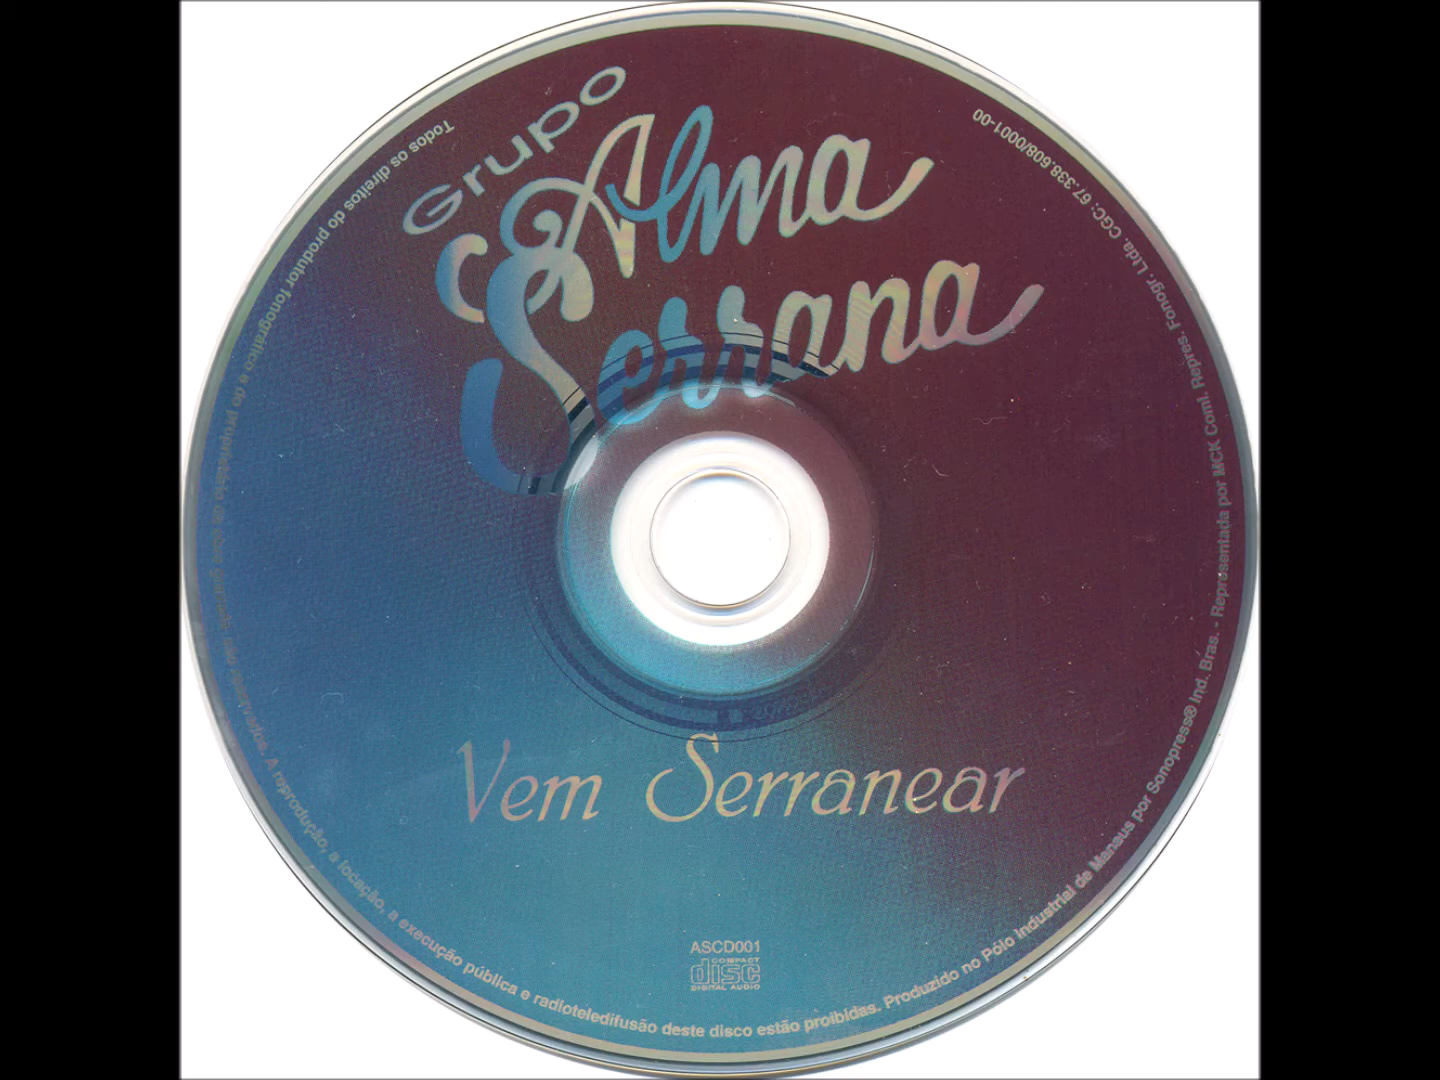 Grupo
Alma
Serrana
Vem Serranear
ASCD001
COMPACT
disc
DIGITAL AUDIO
Todos os direitos do produtor fonográfico e do proprietário da obra gravada são reservados. A reprodução, a locação, a execução pública e radioteledifusão deste disco estão proibidas. Produzido no Pólo Industrial de Manaus por Sonopress® Ind. Bras. - Representada por MCK Coml. Repres. Fonogr. Ltda. CGC: 67.338.608/0001-00